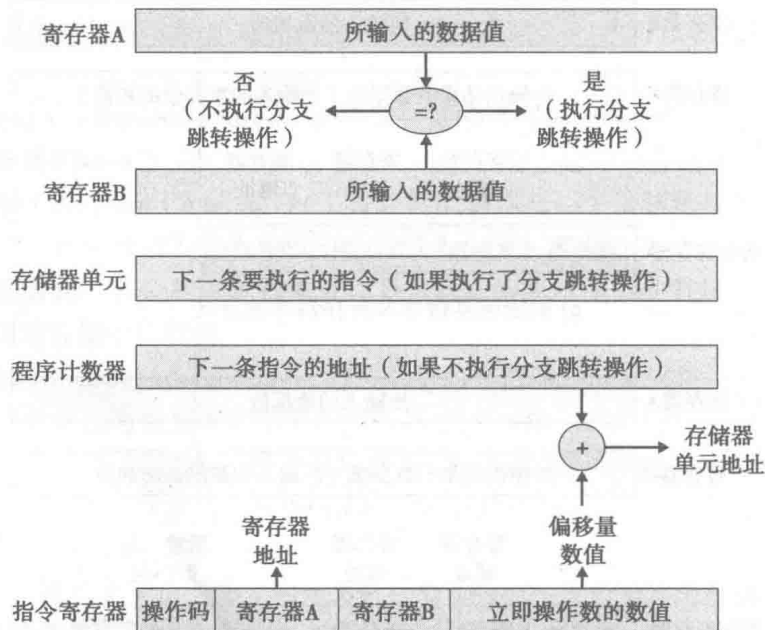 寄存器A 所输入的数据值
否
（不执行分支
跳转操作）
=?
是
（执行分支
跳转操作）
寄存器B 所输入的数据值
存储器单元 下一条要执行的指令（如果执行了分支跳转操作）
程序计数器 下一条指令的地址（如果不执行分支跳转操作）
+
存储器
单元地址
寄存器
地址
偏移量
数值
指令寄存器 操作码 寄存器A 寄存器B 立即操作数的数值